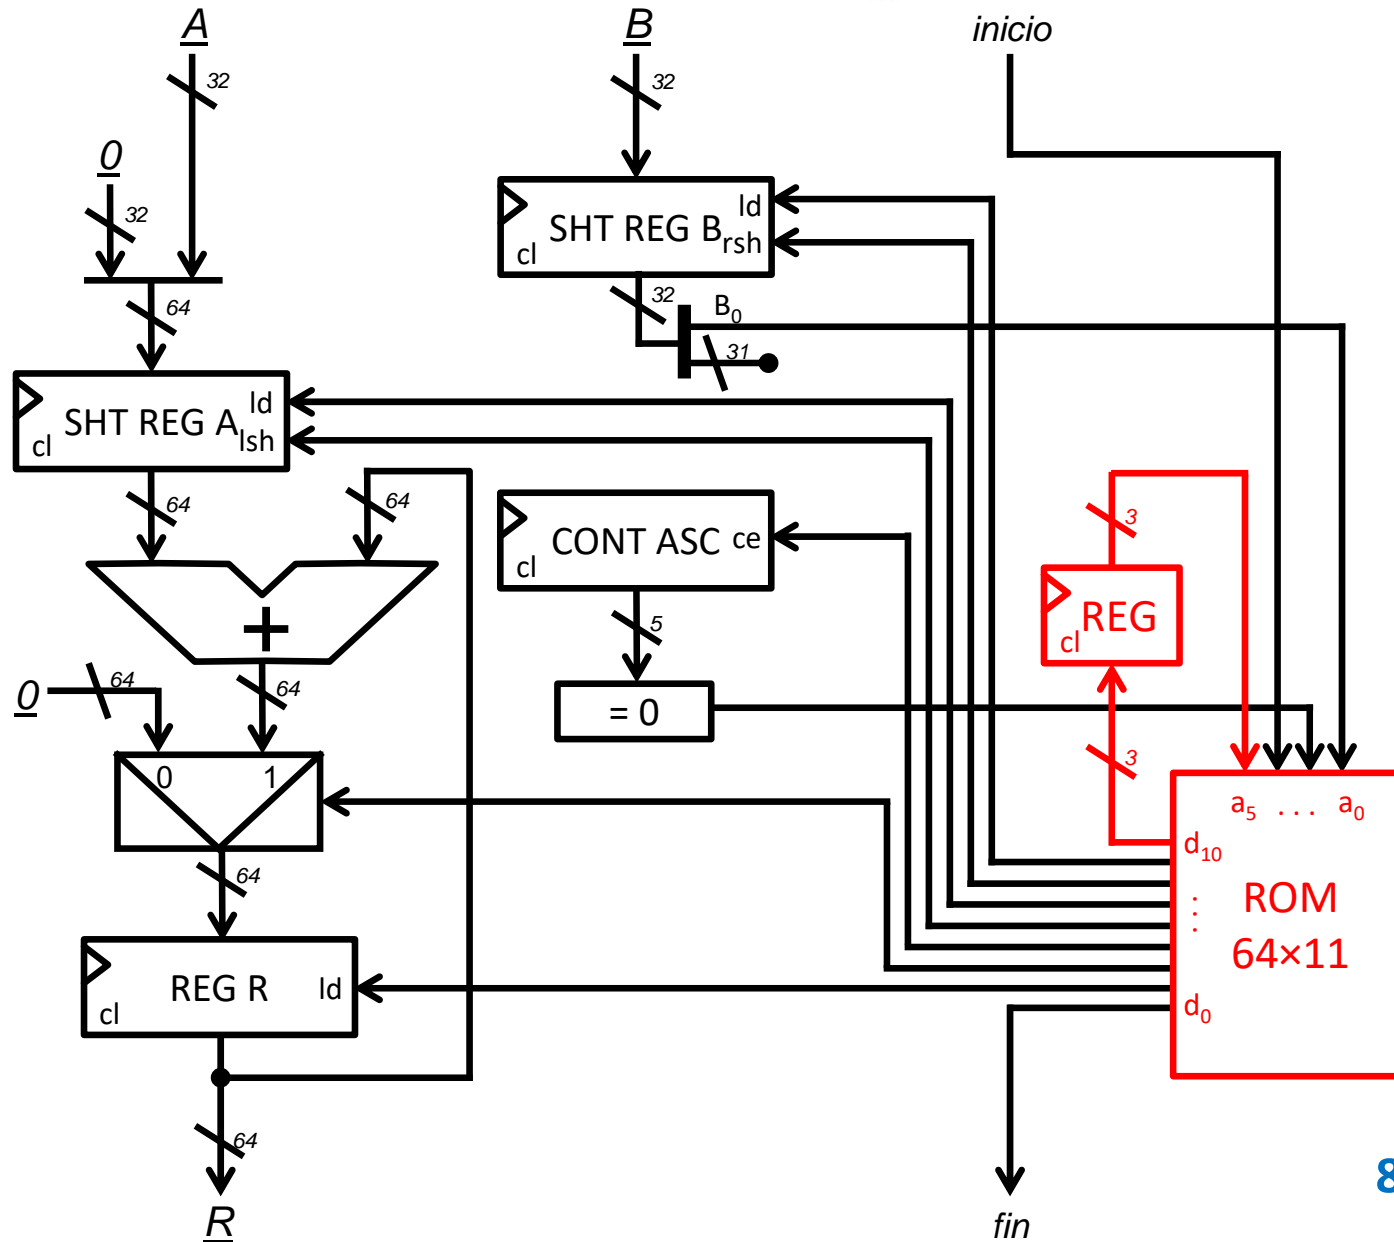 A
B
inicio
32
32
0
32
64
SHT REG B
ld
rsh
cl
32
B0
31
SHT REG A
ld
lsh
cl
64
64
CONT ASC
ce
cl
3
REG
cl
+
5
0
64
64
= 0
3
0
1
a5 . . . a0
d10
ROM
64×11
. . .
d0
64
REG R
ld
cl
64
R
fin
8